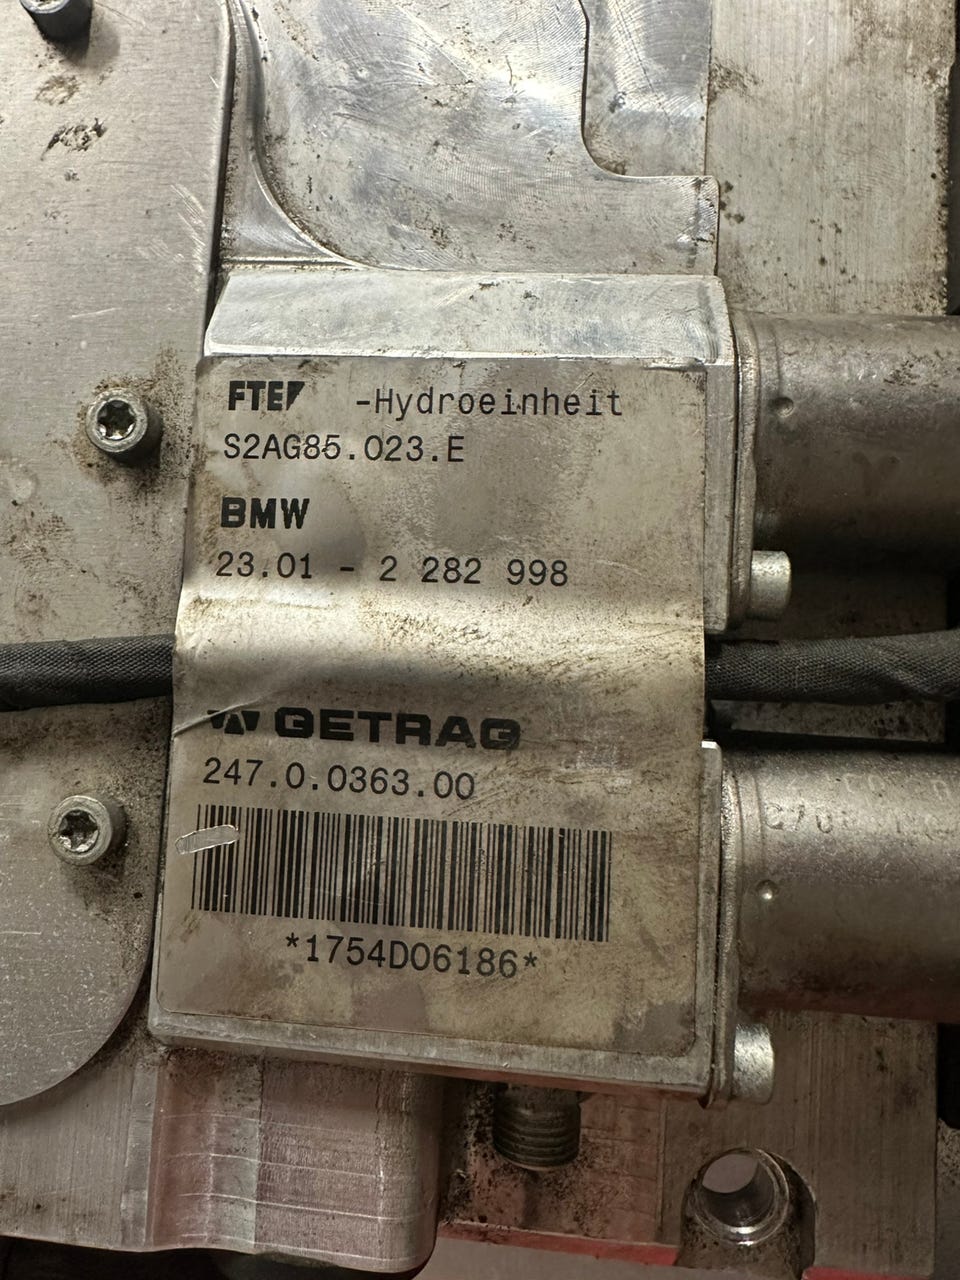 FTE -Hydroeinheit
S2AG85.023.E
BMW
23.01 - 2 282 998
GETRAG
247.0.0363.00
*1754D06186*